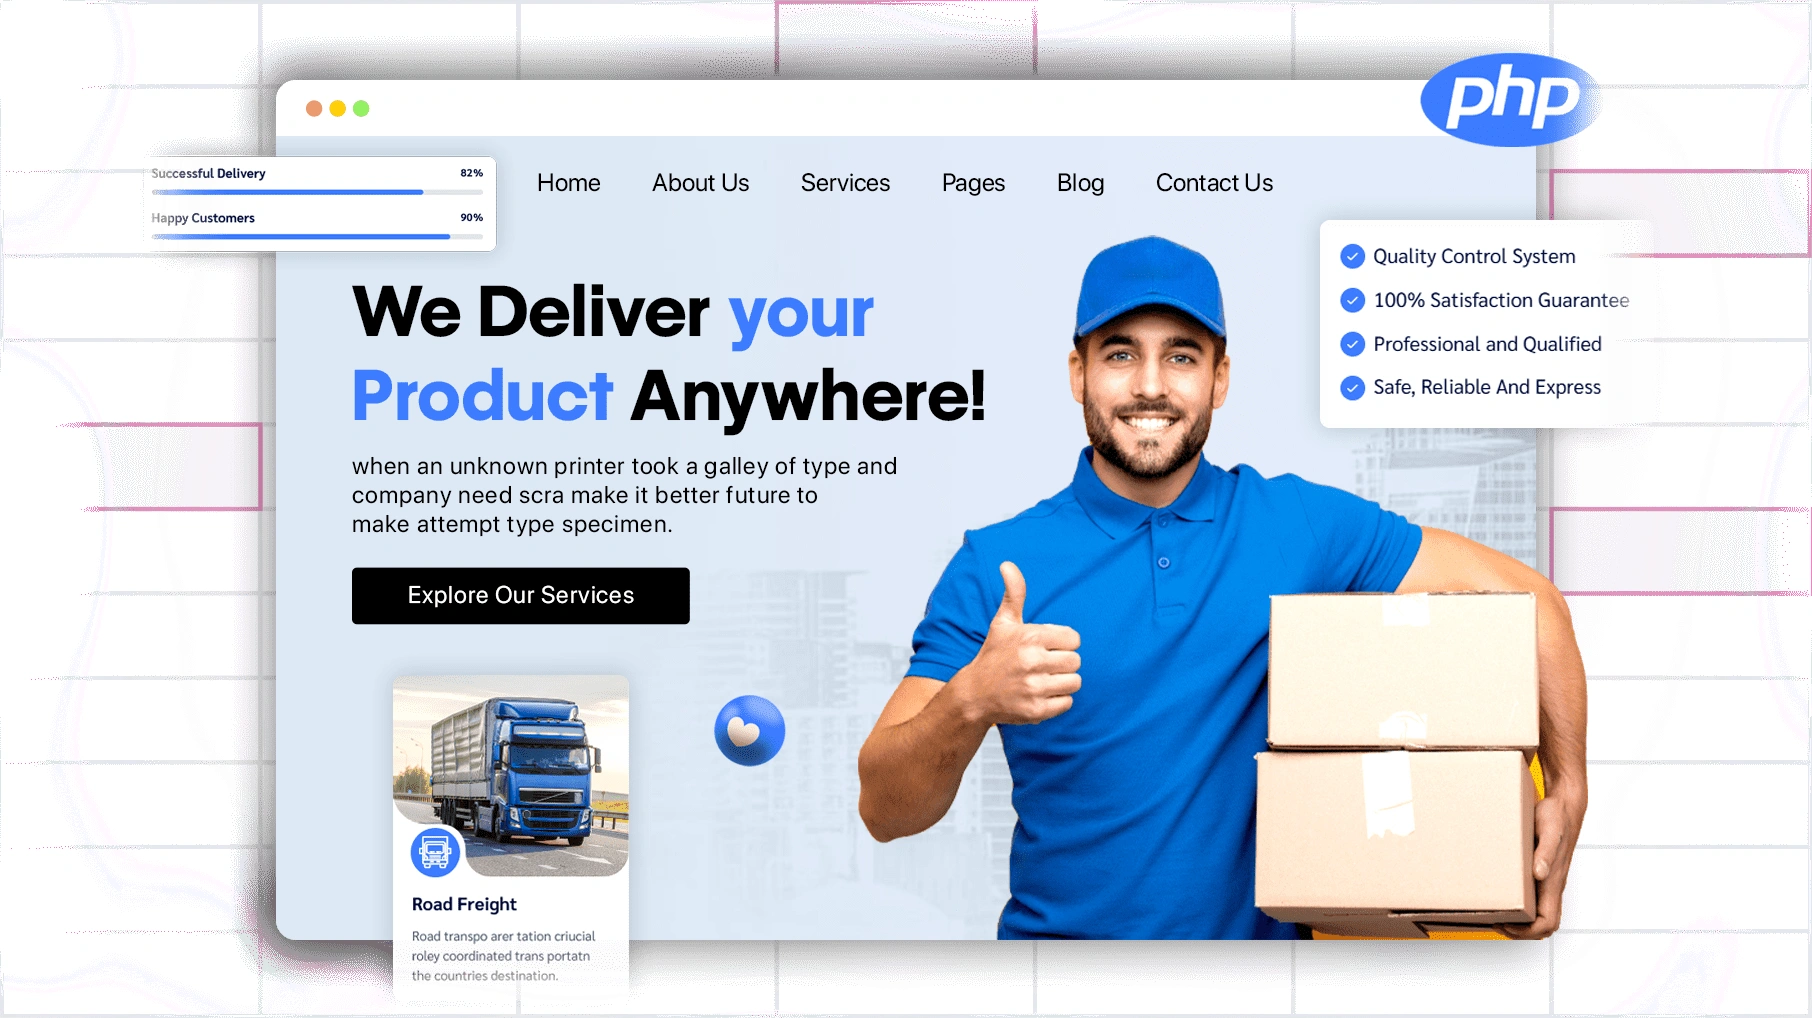 php
Successful Delivery 82%
Happy Customers 90%
Home About Us Services Pages Blog Contact Us
Quality Control System
100% Satisfaction Guarantee
Professional and Qualified
Safe, Reliable And Express
We Deliver your
Product Anywhere!
when an unknown printer took a galley of type and
company need scra make it better future to
make attempt type specimen.
Explore Our Services
Road Freight
Road transpo arer tation criucial
roley coordinated trans portatn
the countries destination.